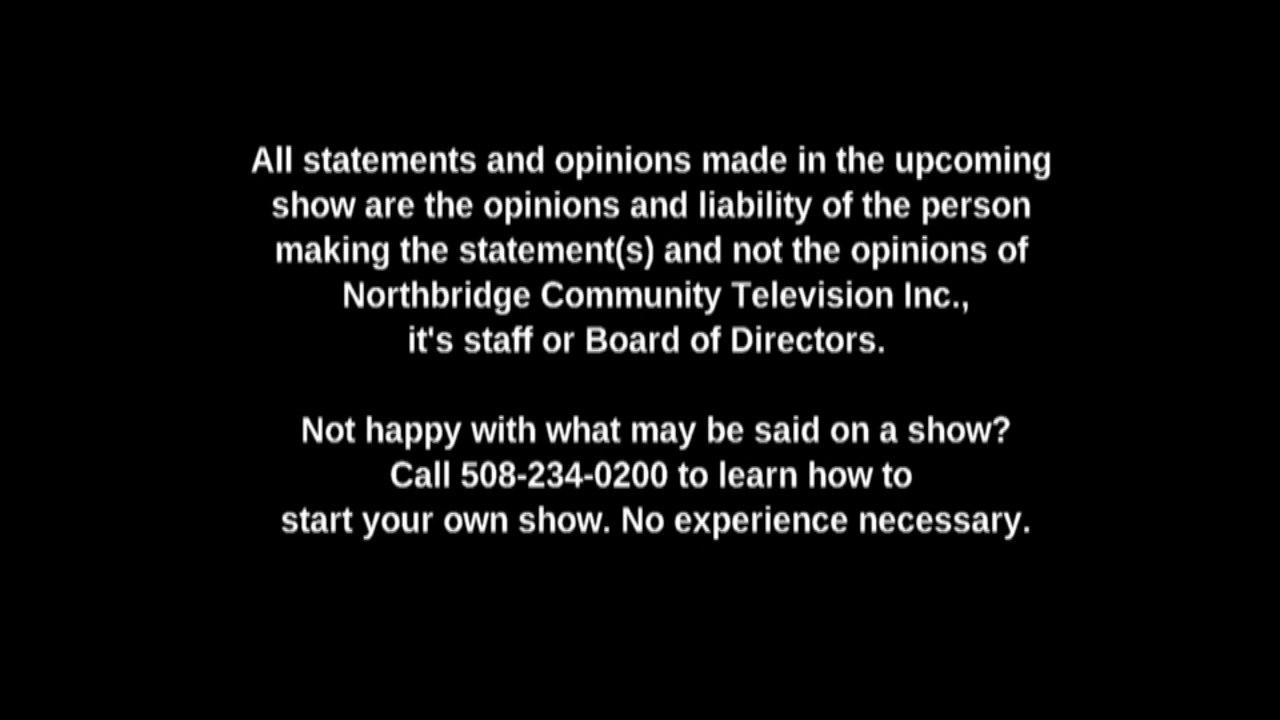 All statements and opinions made in the upcoming
show are the opinions and liability of the person
making the statement(s) and not the opinions of
Northbridge Community Television Inc.,
it's staff or Board of Directors.
Not happy with what may be said on a show?
Call 508-234-0200 to learn how to
start your own show. No experience necessary.